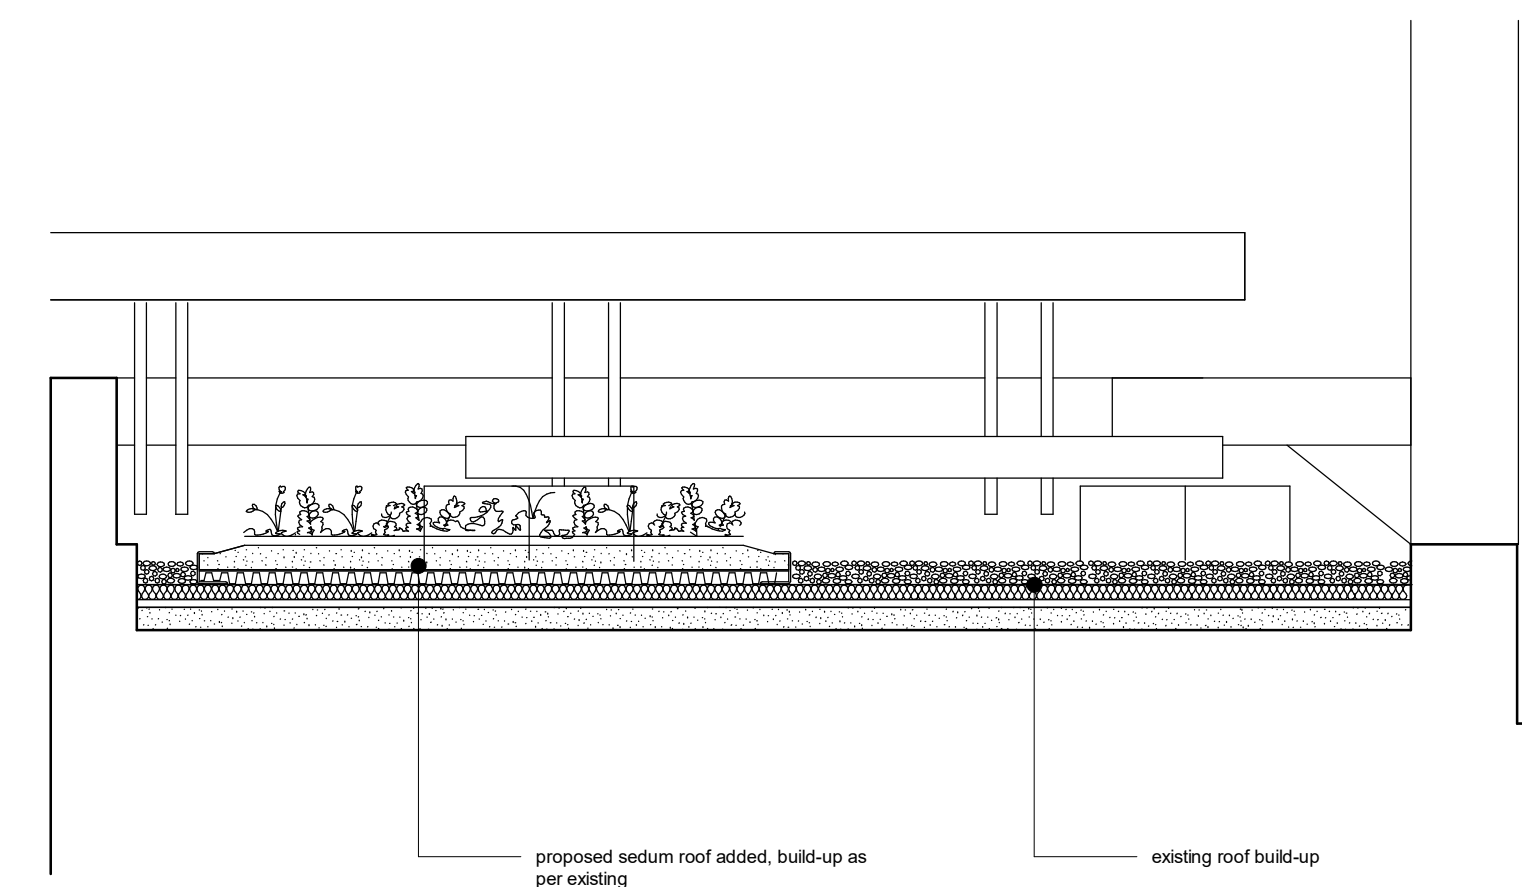 proposed sedum roof added, build-up as
per existing
existing roof build-up